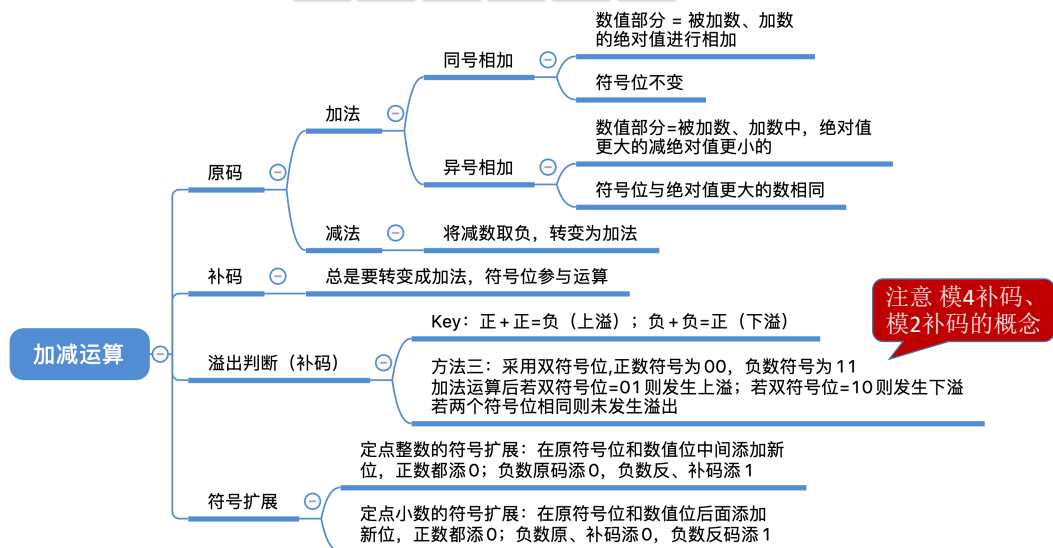 数值部分 = 被加数、加数
的绝对值进行相加
同号相加
符号位不变
加法
数值部分=被加数、加数中，绝对值
更大的减绝对值更小的
异号相加
符号位与绝对值更大的数相同
原码
减法
将减数取负，转变为加法
补码
总是要转变成加法，符号位参与运算
注意 模4补码、
模2补码的概念
Key：正+正=负（上溢）；负+负=正（下溢）
加减运算
溢出判断（补码）
方法三：采用双符号位,正数符号为00，负数符号为11
加法运算后若双符号位=01则发生上溢；若双符号位=10则发生下溢
若两个符号位相同则未发生溢出
定点整数的符号扩展：在原符号位和数值位中间添加新
位，正数都添0；负数原码添0，负数反、补码添1
符号扩展
定点小数的符号扩展：在原符号位和数值位后面添加
新位，正数都添0；负数原、补码添0，负数反码添1